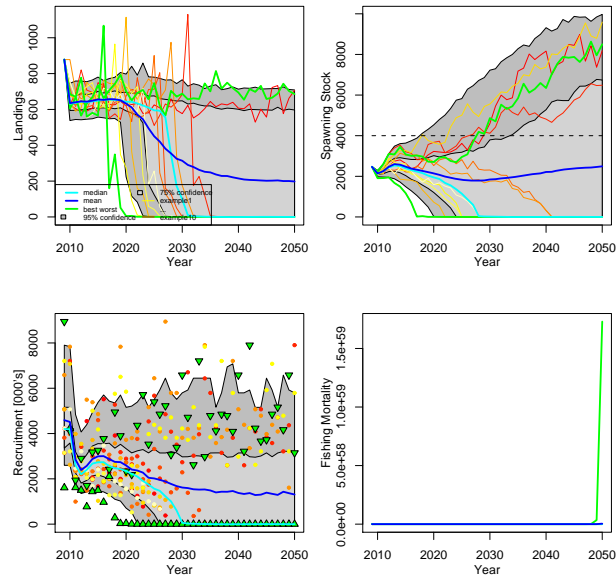 Landings
0 200 400 600 800 1000
median
mean
best worst
95% confidence
75% confidence
example1
...
example10
2010 2020 2030 2040 2050
Year
Spawning Stock
0 2000 4000 6000 8000
2010 2020 2030 2040 2050
Year
Recruitment [000's]
0 2000 4000 6000 8000
2010 2020 2030 2040 2050
Year
Fishing Mortality
0.0e+00 5.0e+58 1.0e+59 1.5e+59
2010 2020 2030 2040 2050
Year